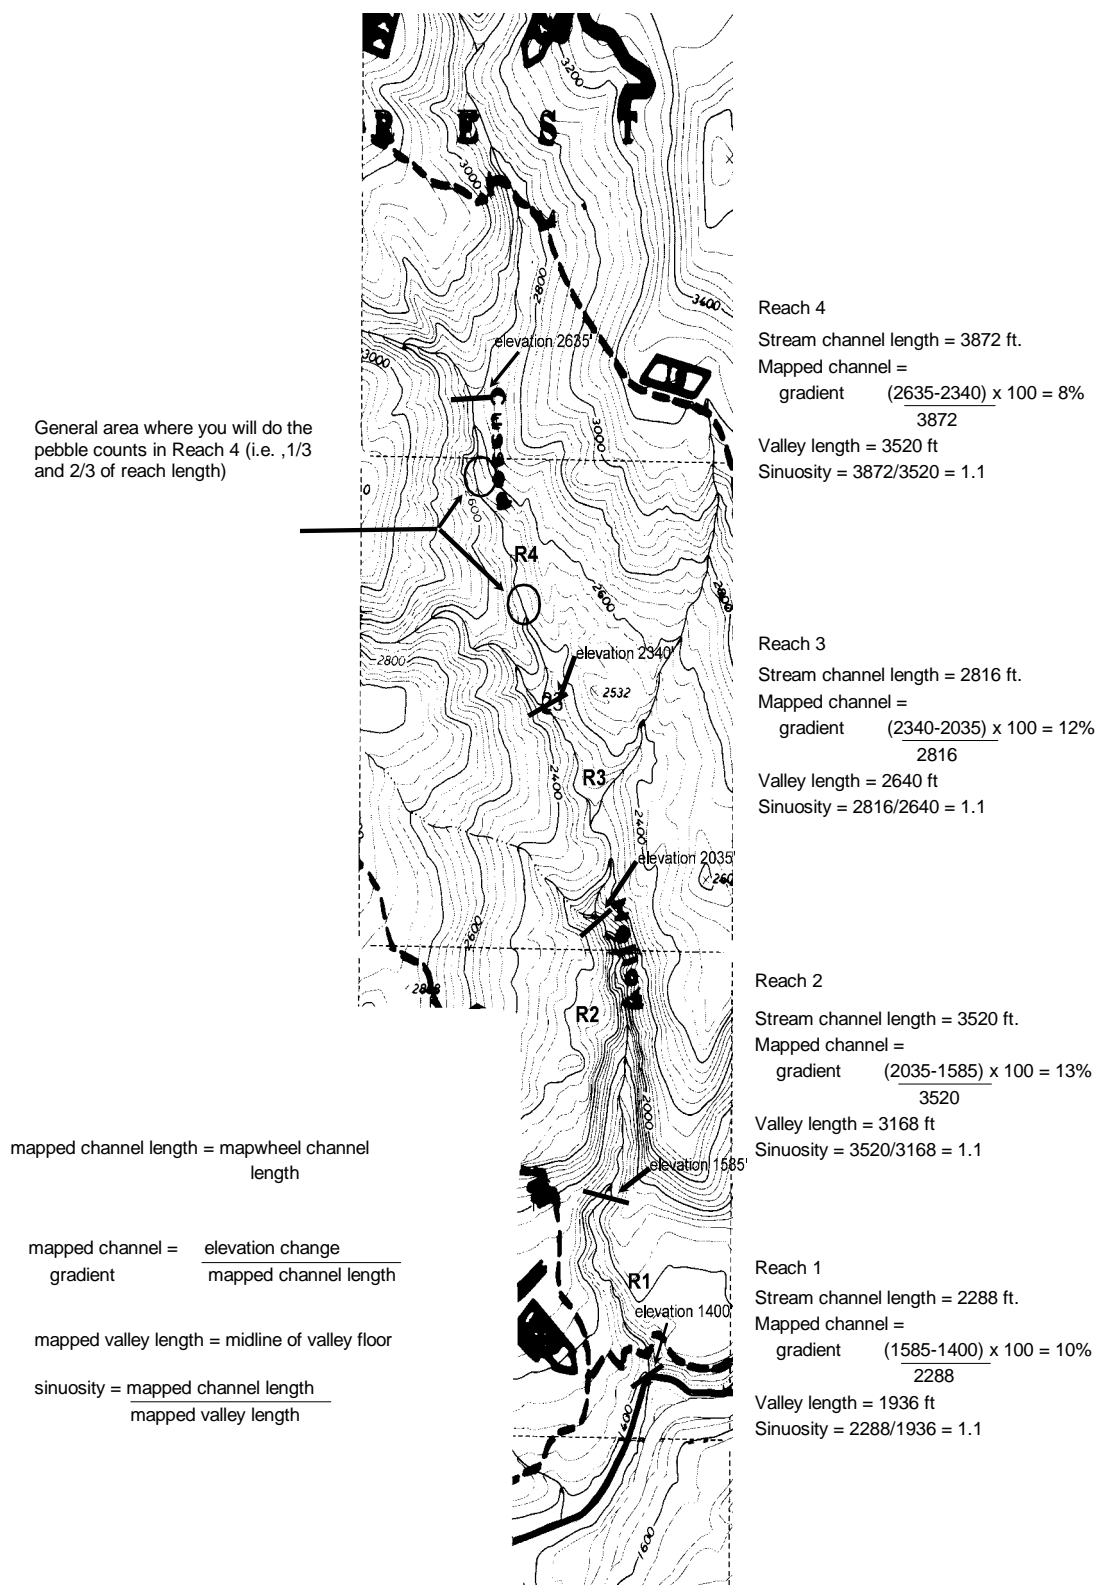 R E S T
3200
3000
2800
3400
elevation 2635'
3000
Reach 4
Stream channel length = 3872 ft.
Mapped channel =
gradient (2635-2340) x 100 = 8%
3872
Valley length = 3520 ft
Sinuosity = 3872/3520 = 1.1
General area where you will do the
pebble counts in Reach 4 (i.e. ,1/3
and 2/3 of reach length)
3000
2600
R4
2600
2800
2800
elevation 2340'
2532
Reach 3
Stream channel length = 2816 ft.
Mapped channel =
gradient (2340-2035) x 100 = 12%
2816
Valley length = 2640 ft
Sinuosity = 2816/2640 = 1.1
R3
2400
2400
elevation 2035'
2600
R2
2000
Reach 2
Stream channel length = 3520 ft.
Mapped channel =
gradient (2035-1585) x 100 = 13%
3520
Valley length = 3168 ft
Sinuosity = 3520/3168 = 1.1
elevation 1585'
mapped channel length = mapwheel channel
length
mapped channel = elevation change
gradient mapped channel length
mapped valley length = midline of valley floor
sinuosity = mapped channel length
mapped valley length
R1
elevation 1400'
Reach 1
Stream channel length = 2288 ft.
Mapped channel =
gradient (1585-1400) x 100 = 10%
2288
Valley length = 1936 ft
Sinuosity = 2288/1936 = 1.1
1400
1600